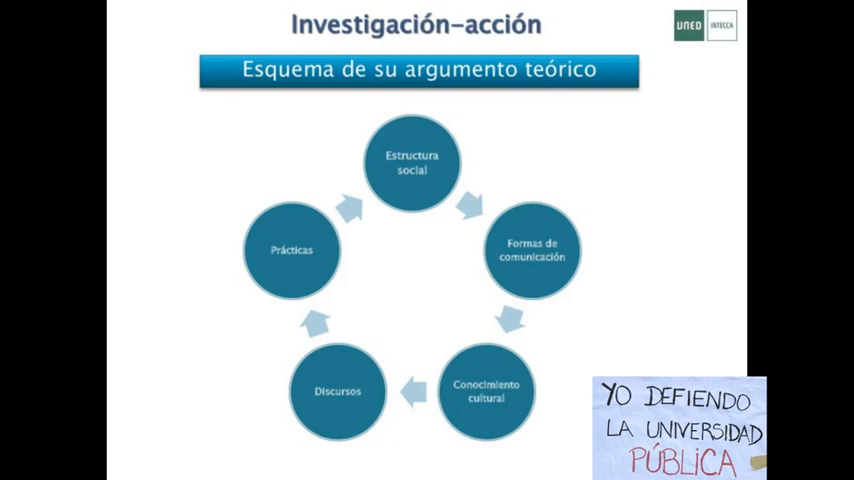 Investigación-acción
UNED
INTECCA
Esquema de su argumento teórico
Estructura
social
Formas de
comunicación
Conocimiento
cultural
Discursos
Prácticas
YO DEFIENDO
LA UNIVERSIDAD
PÚBLICA